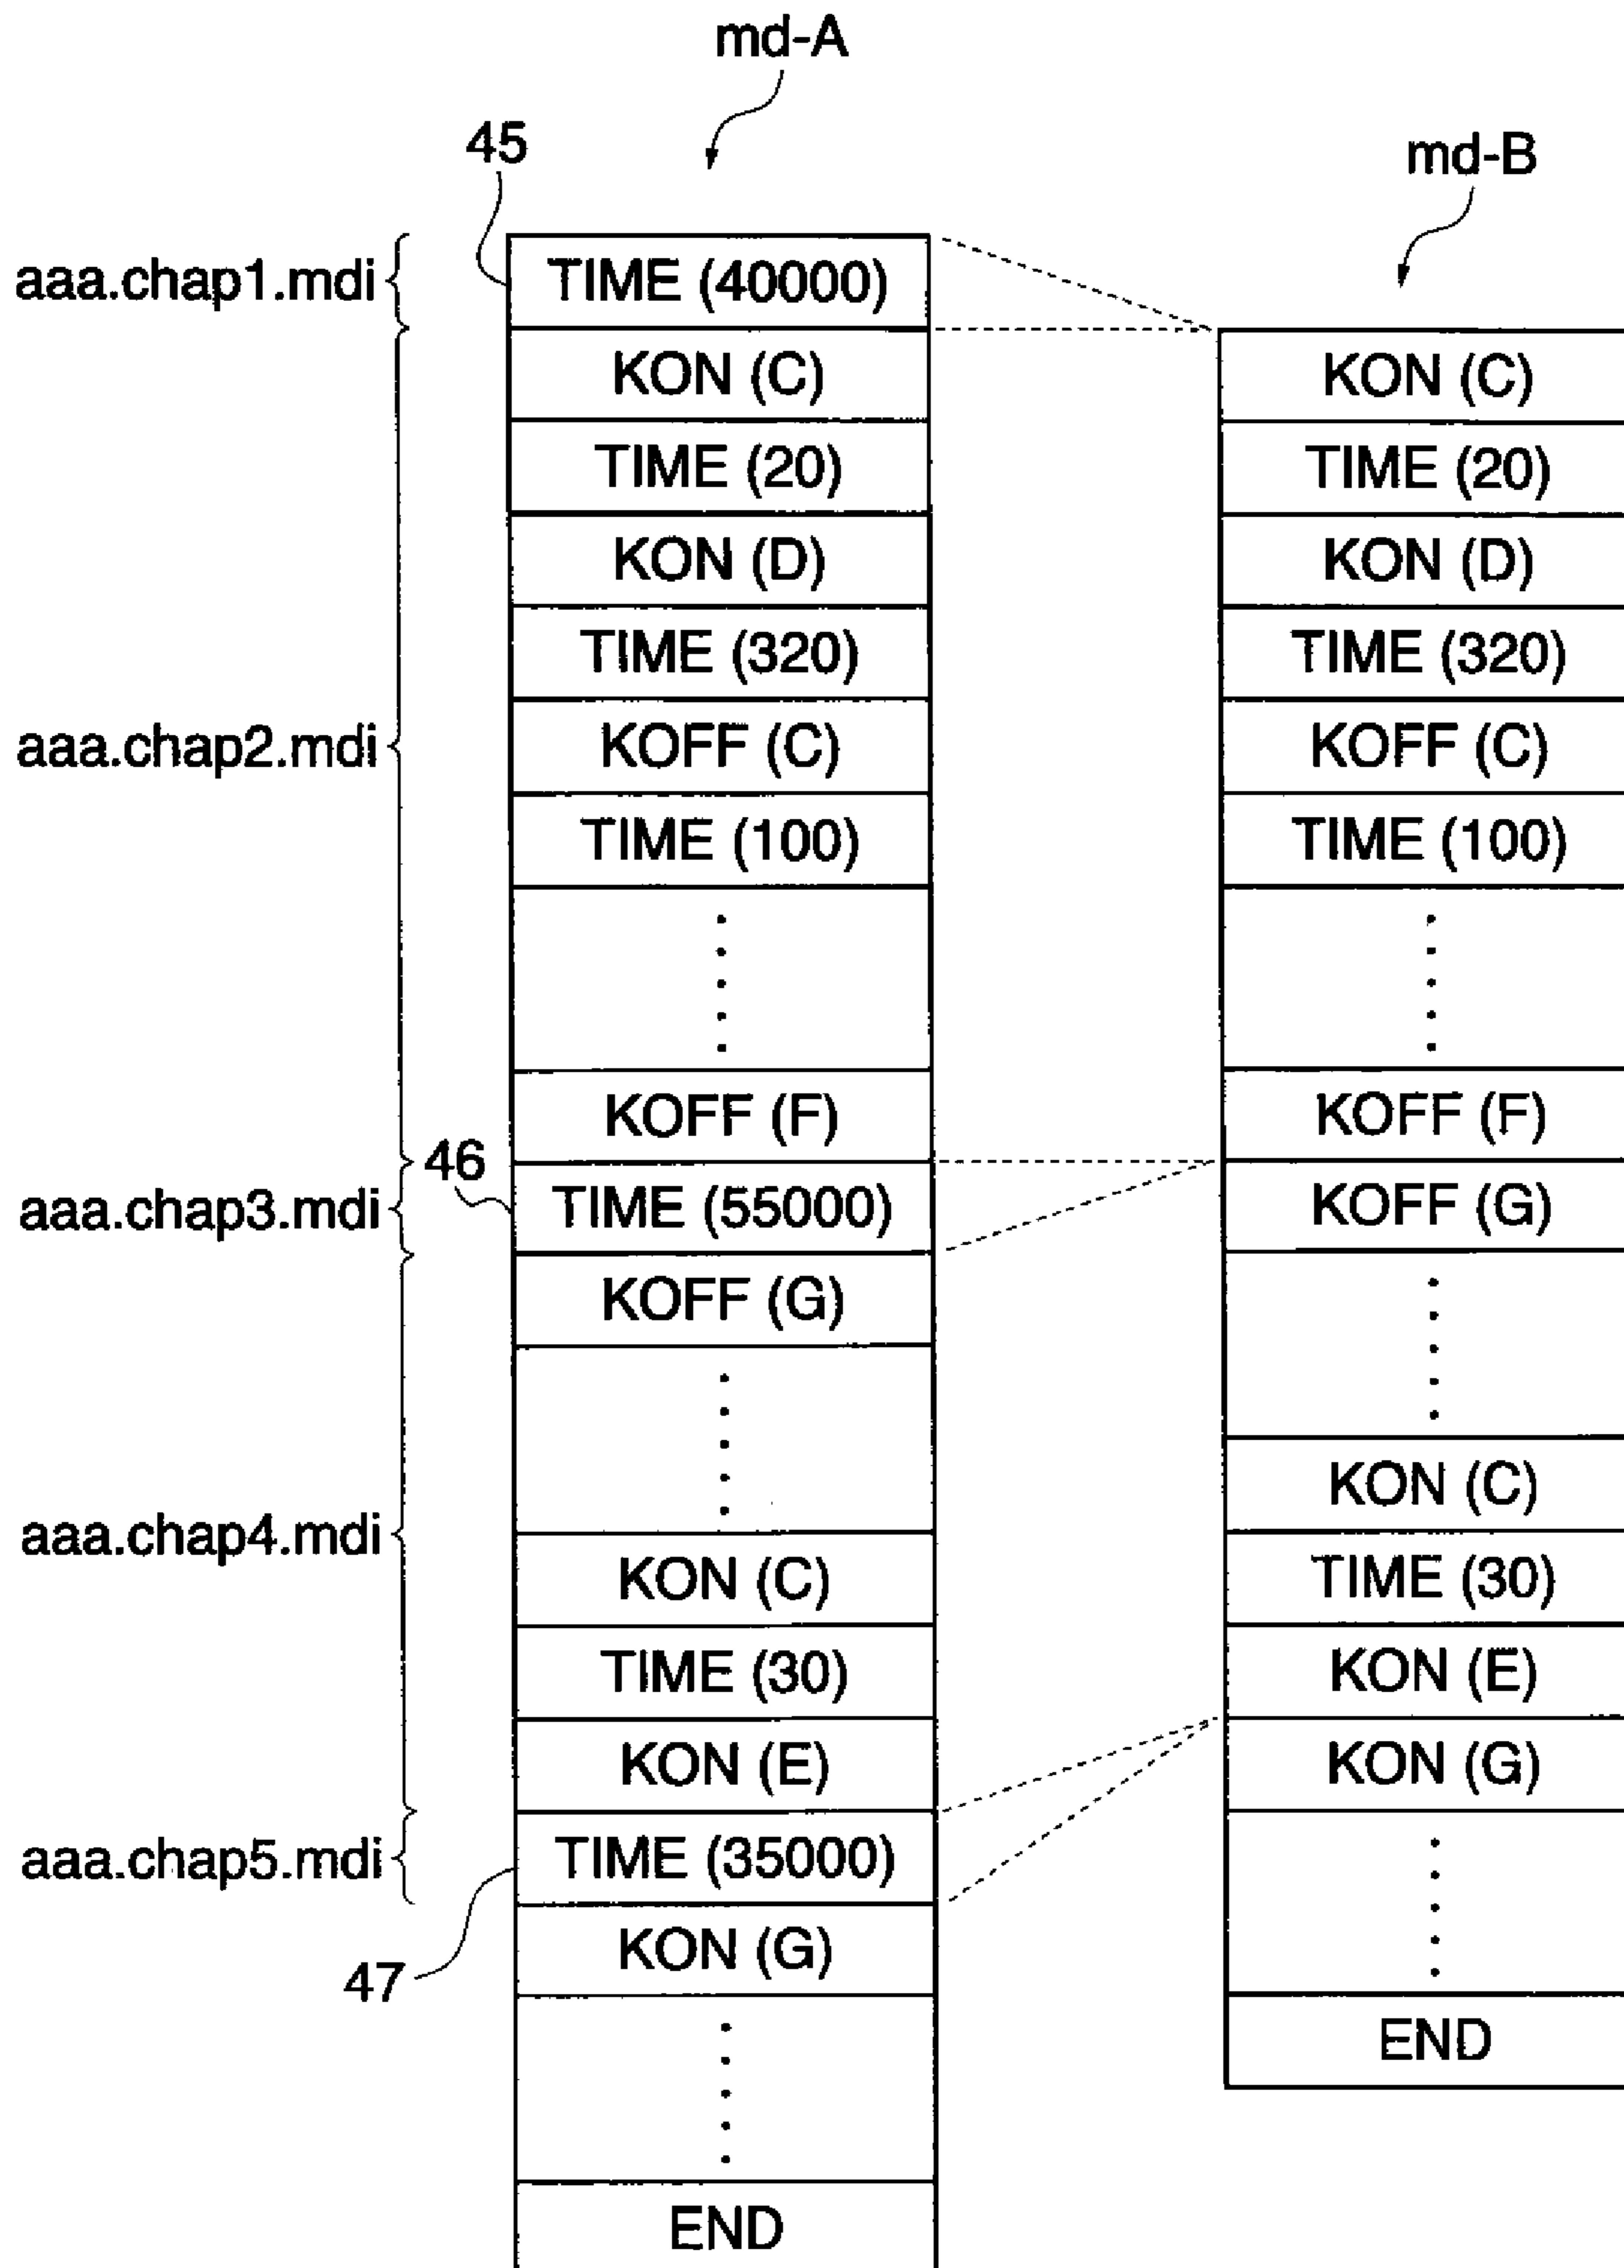 md-A
45
md-B
aaa.chap1.mdi
TIME (40000)
KON (C)
TIME (20)
KON (D)
TIME (320)
aaa.chap2.mdi
KOFF (C)
TIME (100)
KOFF (F)
46
aaa.chap3.mdi
TIME (55000)
KOFF (G)
aaa.chap4.mdi
KON (C)
TIME (30)
KON (E)
aaa.chap5.mdi
TIME (35000)
KON (G)
47
END
KON (C)
TIME (20)
KON (D)
TIME (320)
KOFF (C)
TIME (100)
KOFF (F)
KOFF (G)
KON (C)
TIME (30)
KON (E)
KON (G)
END